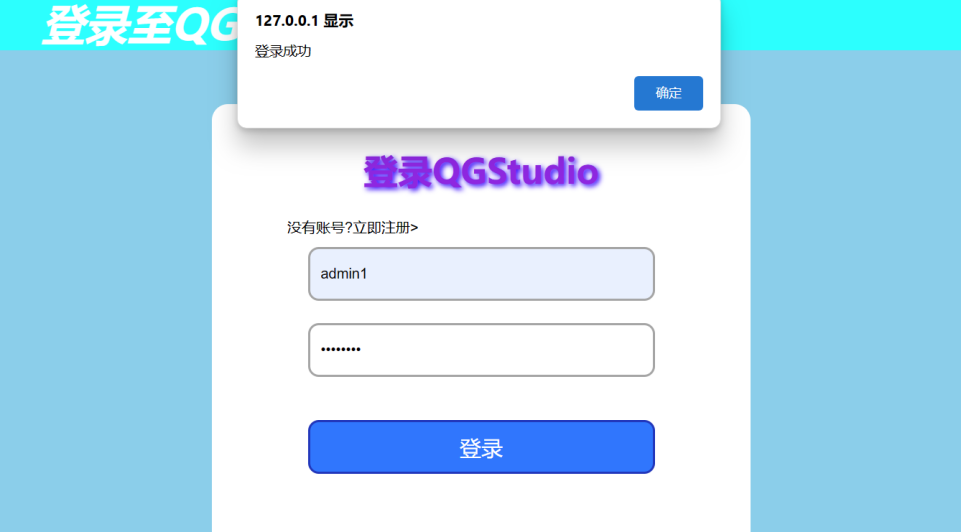 登录至QG
127.0.0.1 显示
登录成功
确定
登录QGStudio
没有账号?立即注册>
admin1
••••••••
登录